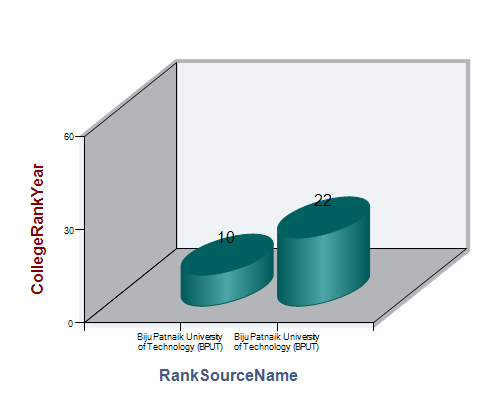 60
30
0
CollegeRankYear
10
22
Biju Patnaik University
of Technology (BPUT)
Biju Patnaik University
of Technology (BPUT)
RankSourceName